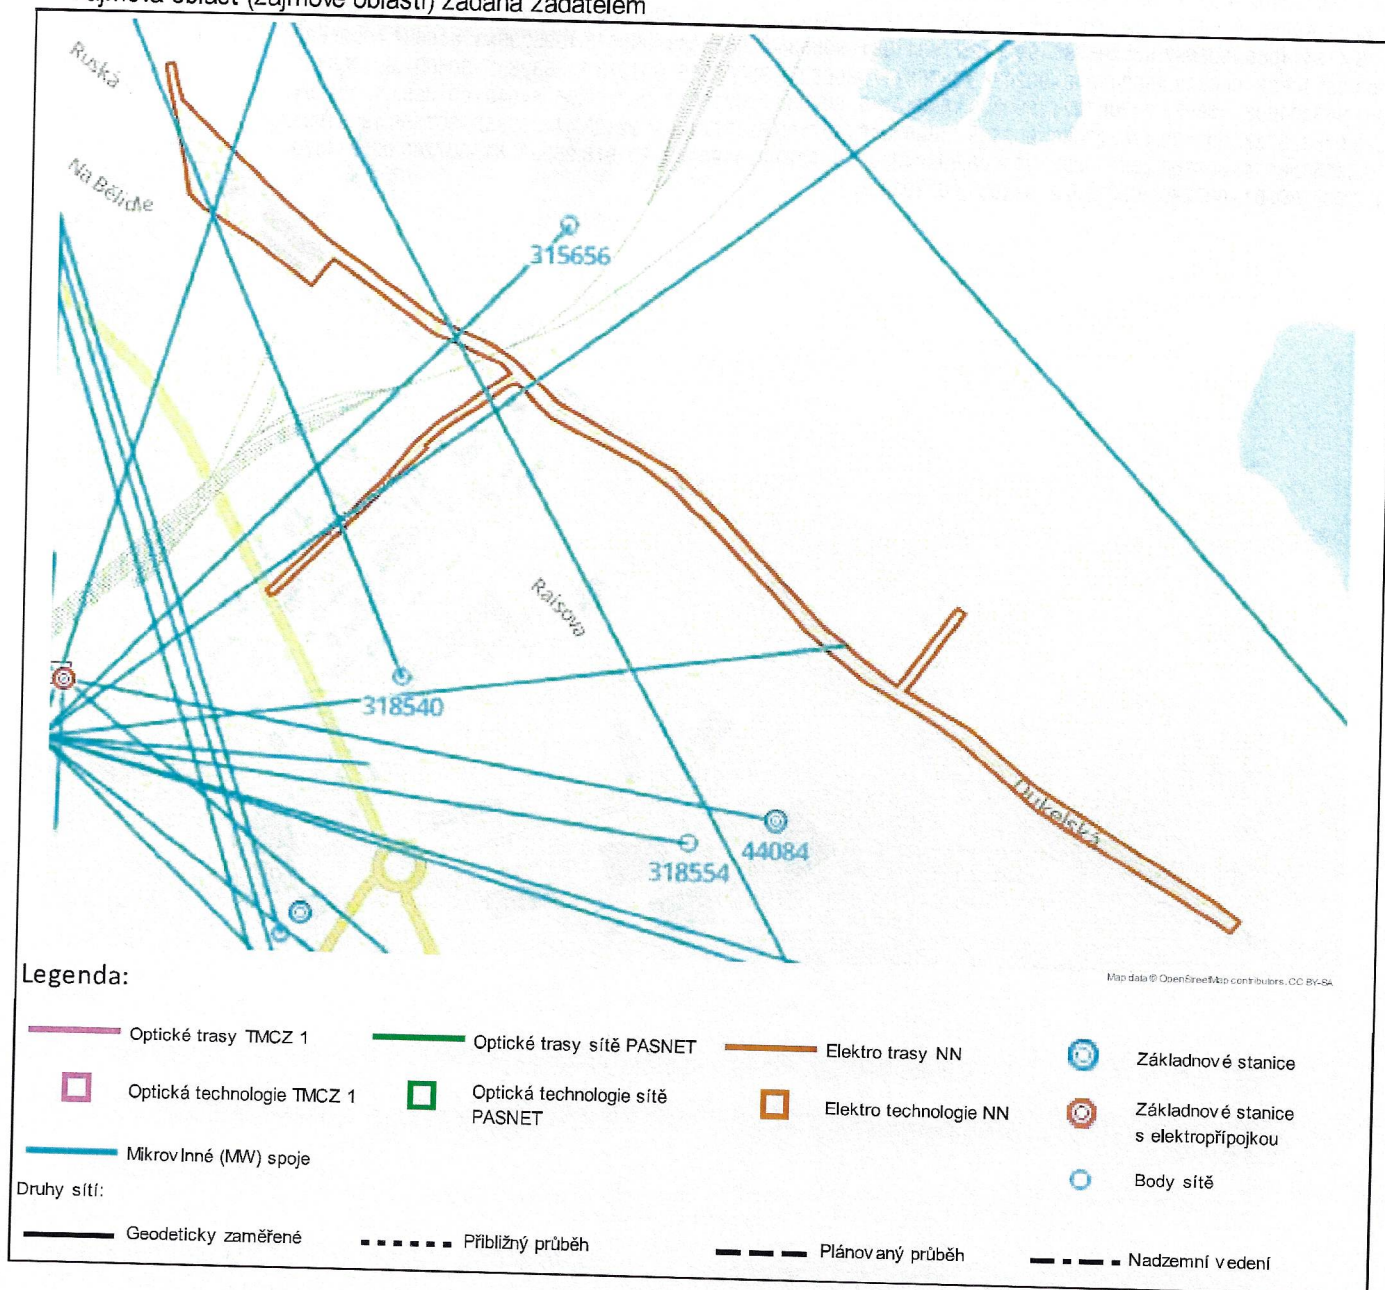 oblast (zájmové oblasti) zadaná žadatelem
Ruská
Na Bělidle
315656
Raisova
318540
Dukelská
44084
318554
Legenda:
Map data © OpenStreetMap contributors, CC BY-SA
Optické trasy TMCZ 1
Optické trasy sítě PASNET
Elektro trasy NN
Základnové stanice
Optická technologie TMCZ 1
Optická technologie sítě
PASNET
Elektro technologie NN
Základnové stanice
s elektropřípojkou
Mikrovlnné (MW) spoje
Body sítě
Druhy sítí:
Geodeticky zaměřené
Přibližný průběh
Plánovaný průběh
Nadzemní vedení